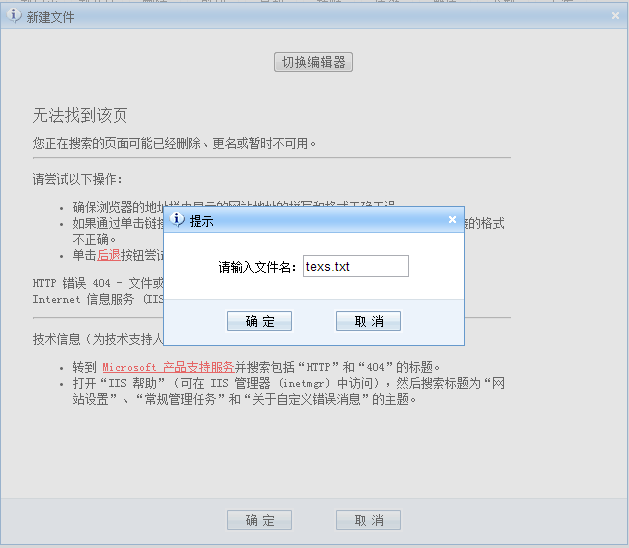 新建文件
切换编辑器
无法找到该页
您正在搜索的页面可能已经删除、更名或暂时不可用。
请尝试以下操作：
确保浏览器的地址栏中显示的网站地址的拼写和格式正确无误。
如果通过单击链接
的格式
不正确。
单击后退按钮尝试
提示
请输入文件名：texs.txt
确 定
取 消
HTTP 错误 404 - 文件或
Internet 信息服务 (IIS
技术信息（为技术支持人
转到 Microsoft 产品支持服务并搜索包括“HTTP”和“404”的标题。
打开“IIS 帮助”（可在 IIS 管理器 (inetmgr) 中访问），然后搜索标题为“网
站设置”、“常规管理任务”和“关于自定义错误消息”的主题。
确 定
取 消